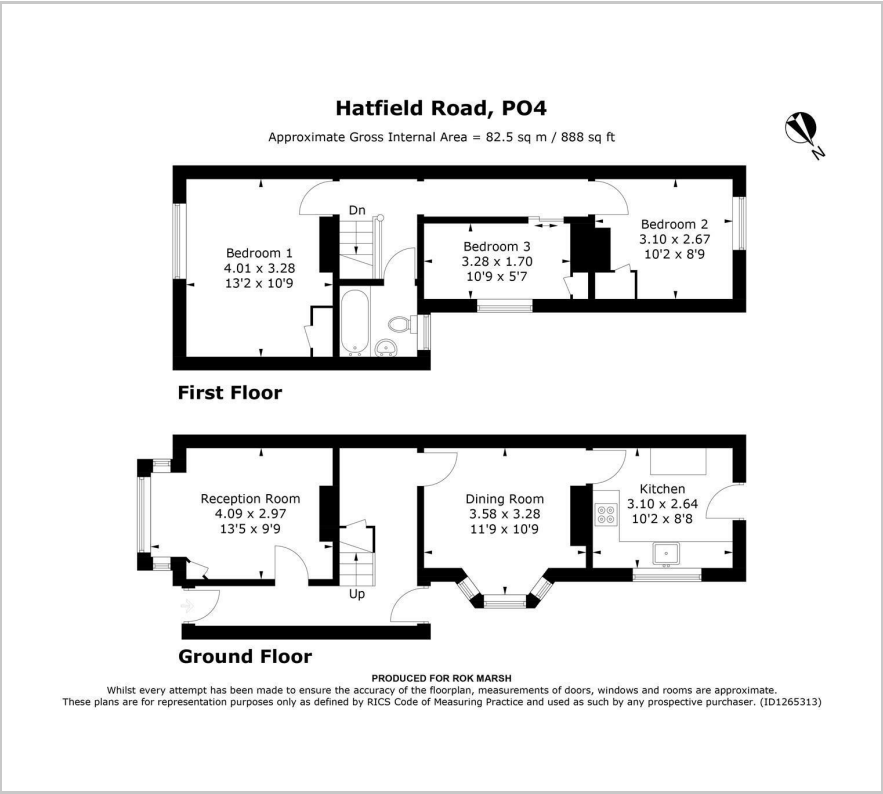 Hatfield Road, PO4
Approximate Gross Internal Area = 82.5 sq m / 888 sq ft
N
Dn
Bedroom 1
4.01 x 3.28
13'2 x 10'9
Bedroom 3
3.28 x 1.70
10'9 x 5'7
Bedroom 2
3.10 x 2.67
10'2 x 8'9
First Floor
Reception Room
4.09 x 2.97
13'5 x 9'9
Dining Room
3.58 x 3.28
11'9 x 10'9
Kitchen
3.10 x 2.64
10'2 x 8'8
Up
Ground Floor
PRODUCED FOR ROK MARSH
Whilst every attempt has been made to ensure the accuracy of the floorplan, measurements of doors, windows and rooms are approximate.
These plans are for representation purposes only as defined by RICS Code of Measuring Practice and used as such by any prospective purchaser. (ID1265313)